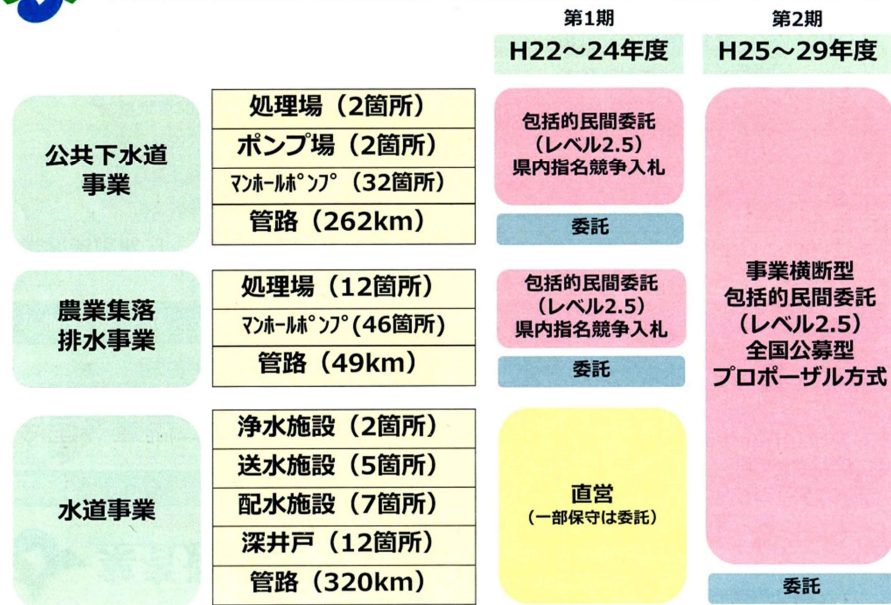 第1期
第2期
H22～24年度
H25～29年度
公共下水道
事業
処理場（2箇所）
ポンプ場（2箇所）
ﾏﾝﾎｰﾙﾎﾟﾝﾌﾟ（32箇所）
管路（262km）
包括的民間委託
（レベル2.5）
県内指名競争入札
委託
農業集落
排水事業
処理場（12箇所）
ﾏﾝﾎｰﾙﾎﾟﾝﾌﾟ(46箇所)
管路（49km）
包括的民間委託
（レベル2.5）
県内指名競争入札
委託
水道事業
浄水施設（2箇所）
送水施設（5箇所）
配水施設（7箇所）
深井戸（12箇所）
管路（320km）
直営
（一部保守は委託）
事業横断型
包括的民間委託
（レベル2.5）
全国公募型
プロポーザル方式
委託